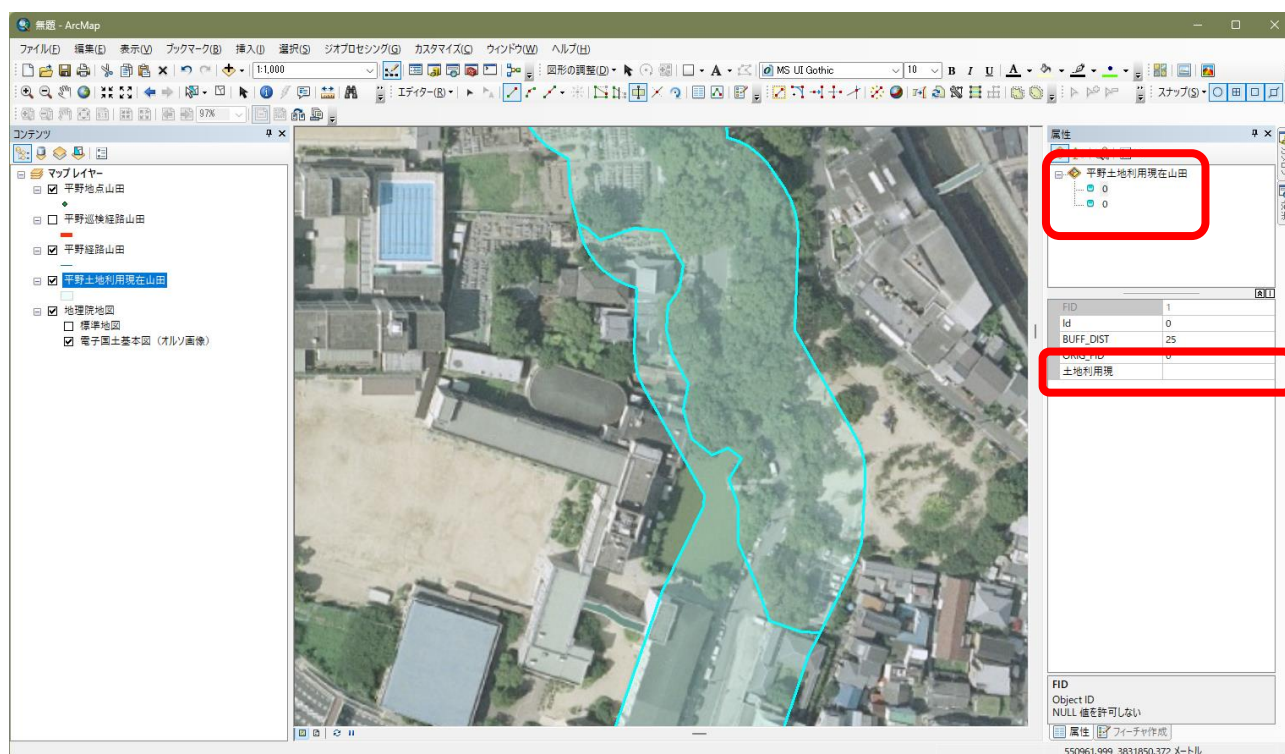 無題 - ArcMap
ファイル(F) 編集(E) 表示(V) ブックマーク(B) 挿入(I) 選択(S) ジオプロセシング(G) カスタマイズ(C) ウィンドウ(W) ヘルプ(H)
1:1,000 図形の調整(D) A MS UI Gothic 10 B I U A
エディター(R) スナップ(S)
97%
コンテンツ
マップ レイヤー
平野地点山田
平野巡検経路山田
平野経路山田
平野土地利用現在山田
地理院地図
標準地図
電子国土基本図（オルソ画像）
属性
平野土地利用現在山田
0
0
FID 1
Id 0
BUFF_DIST 25
ORIG_FID 0
土地利用現
FID
Object ID
NULL 値を許可しない
属性 フィーチャ作成
550961.999 3831850.372 メートル